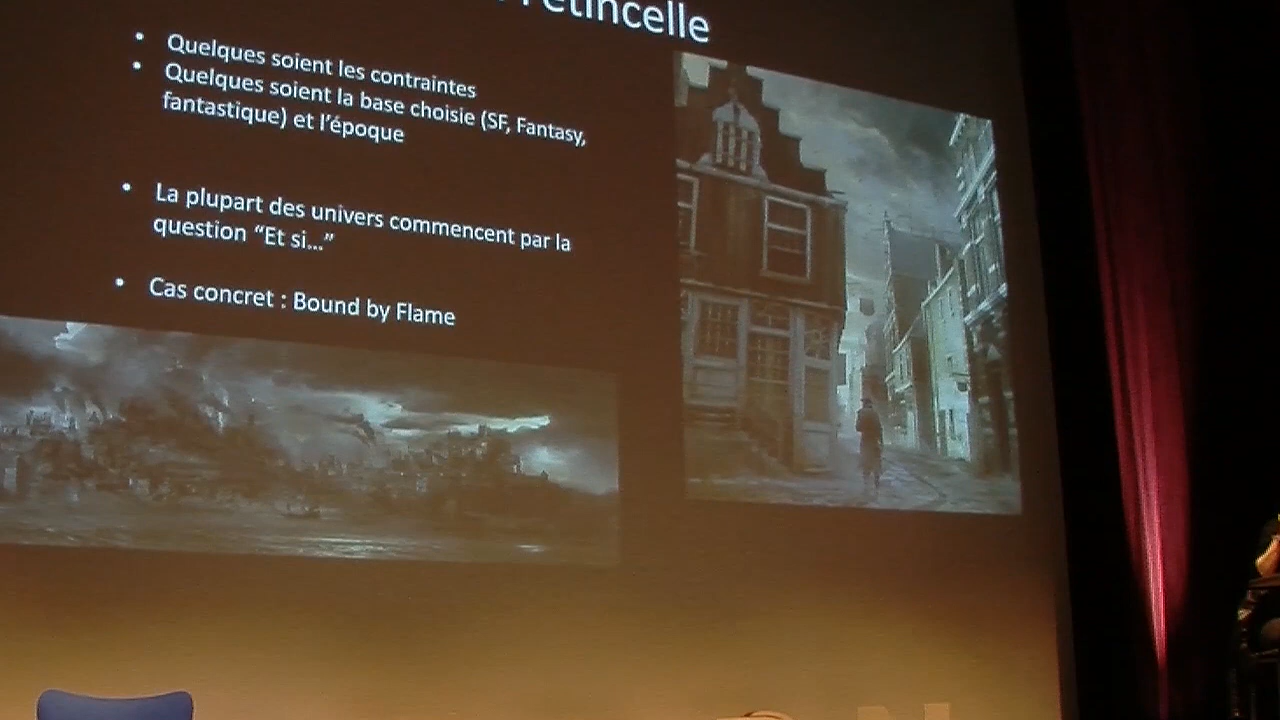 l'étincelle
• Quelques soient les contraintes
• Quelques soient la base choisie (SF, Fantasy,
fantastique) et l'époque
• La plupart des univers commencent par la
question “Et si…”
• Cas concret : Bound by Flame